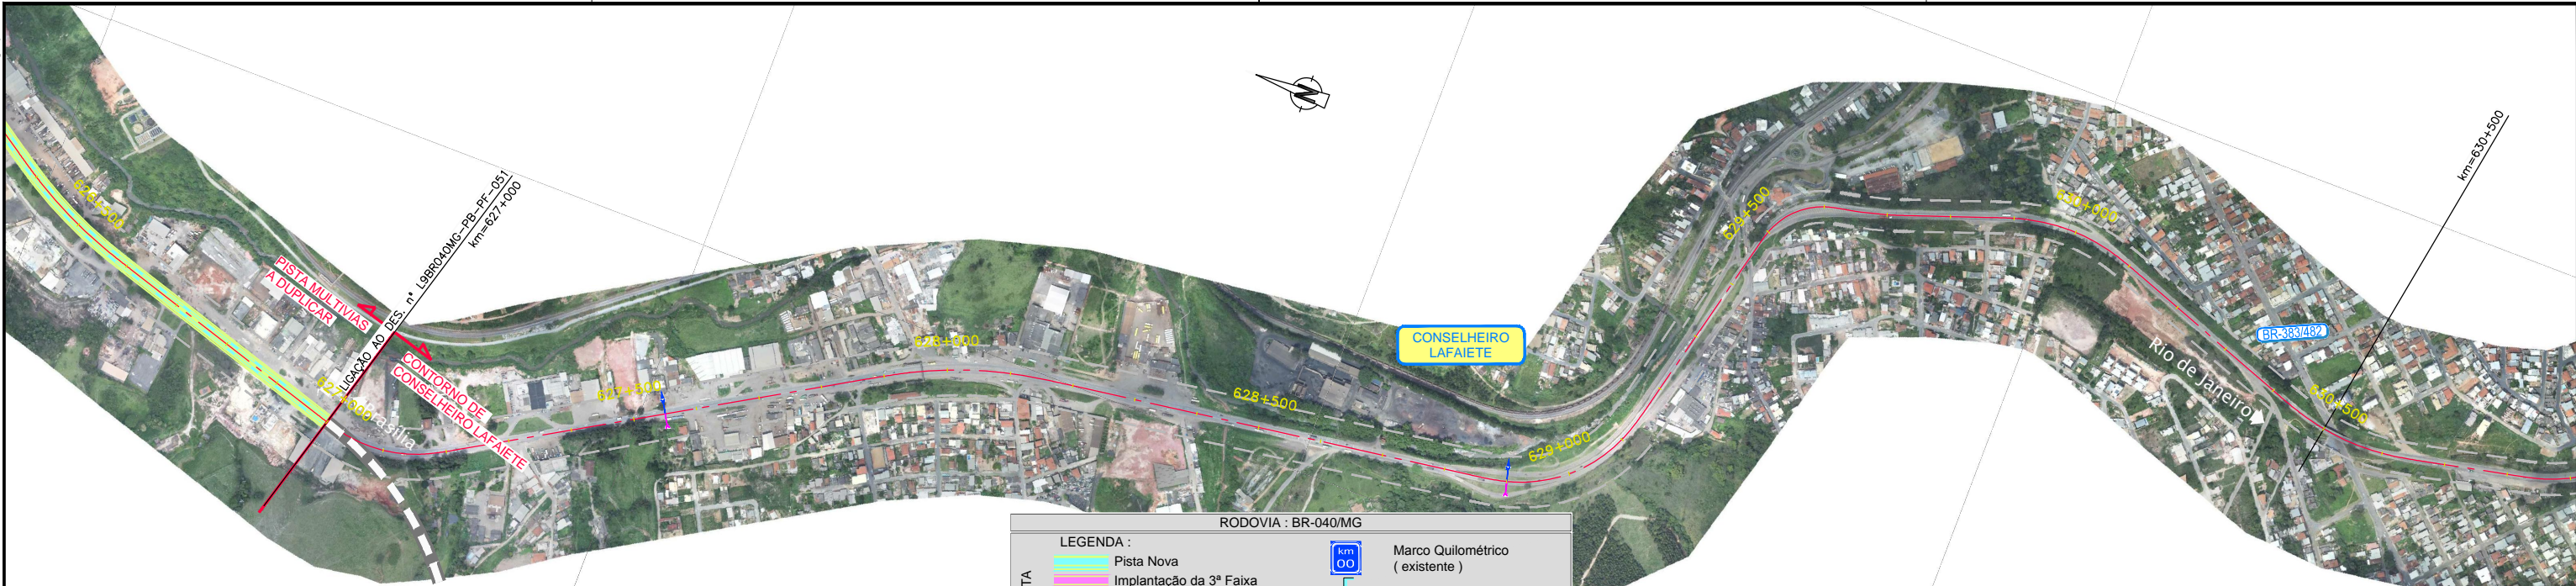 626+500
LIGAÇÃO AO DES. nº L9BR040MG-PB-PF-051
km=627+000
PISTA MULTIVIAS
A DUPLICAR
CONTORNO DE
CONSELHEIRO LAFAIETE
627+000
Brasília
627+500
628+000
628+500
629+000
629+500
630+000
630+500
N
CONSELHEIRO
LAFAIETE
BR-383/482
Rio de Janeiro
km=630+500
RODOVIA : BR-040/MG
LEGENDA :
Pista Nova
Implantação da 3ª Faixa
km
00
Marco Quilométrico
( existente )
TA